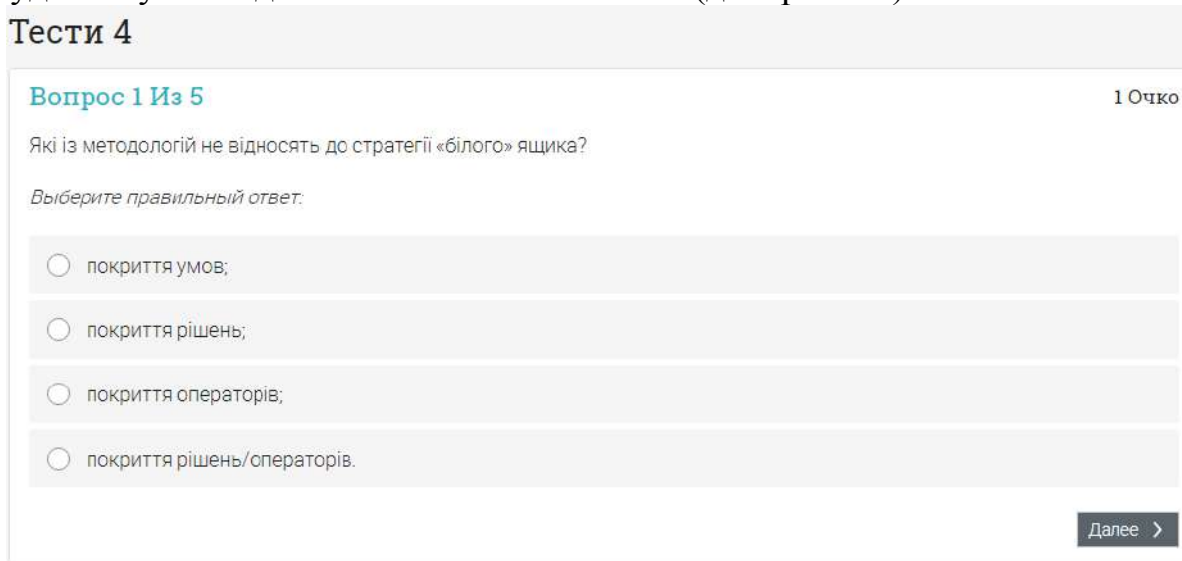 Тести 4
Вопрос 1 Из 5
1 Очко
Які із методологій не відносять до стратегії «білого» ящика?
Выберите правильный ответ:
покриття умов;
покриття рішень;
покриття операторів;
покриття рішень/операторів.
Далее >